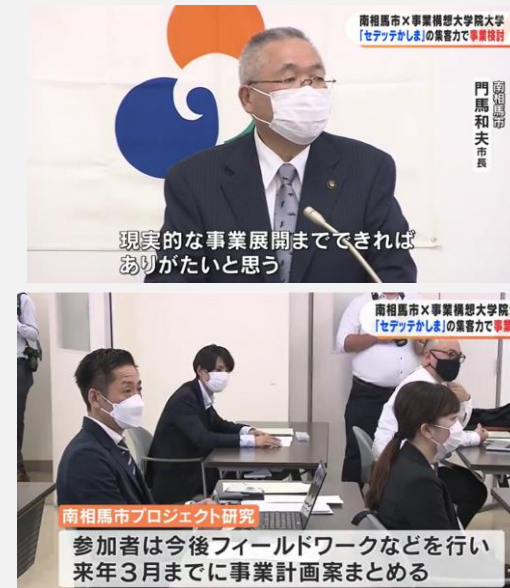 南相馬市×事業構想大学院大学
「セデッテかしま」の集客力で事業検討
南相馬市
門馬和夫市長
現実的な事業展開までできれば
ありがたいと思う
南相馬市×事業構想大学院
「セデッテかしま」の集客力で事業
南相馬市プロジェクト研究
参加者は今後フィールドワークなどを行い
来年3月までに事業計画案まとめる